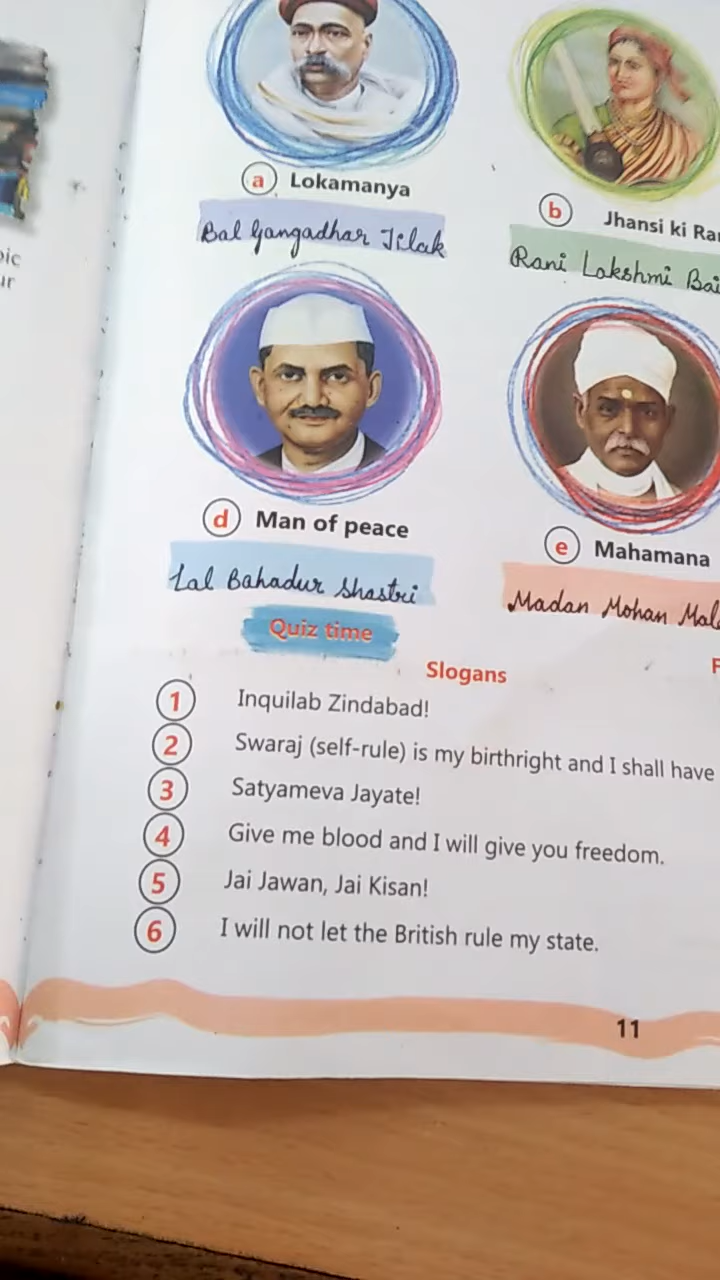 a Lokamanya
b Jhansi ki
Bal Gangadhar Tilak
Rani Lakshmi Bai
d Man of peace
e Mahamana
Lal Bahadur Shastri
Madan Mohan
Quiz time
Slogans
1 Inquilab Zindabad!
2 Swaraj (self-rule) is my birthright and I shall have
3 Satyameva Jayate!
4 Give me blood and I will give you freedom.
5 Jai Jawan, Jai Kisan!
6 I will not let the British rule my state.
11